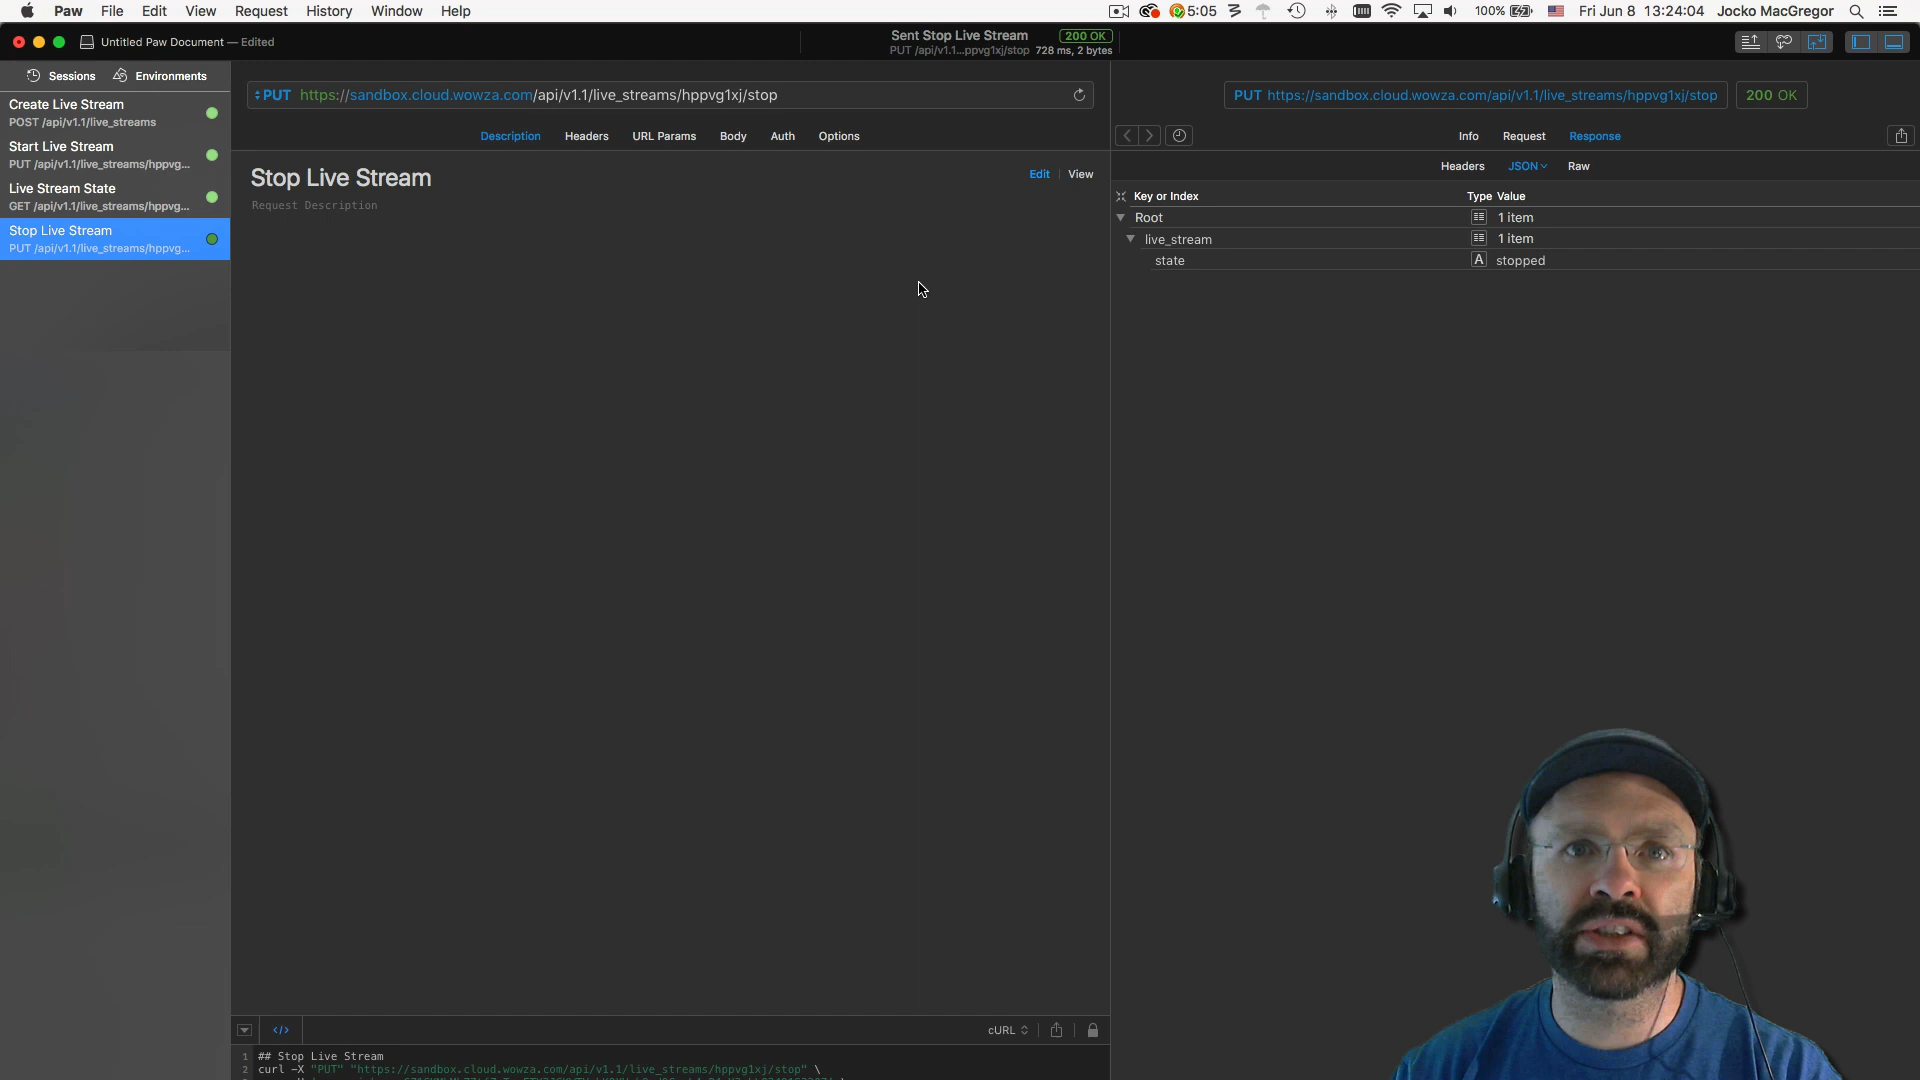 Paw File Edit View Request History Window Help
5:05 100% Fri Jun 8 13:24:04 Jocko MacGregor
Untitled Paw Document — Edited
Sent Stop Live Stream 200 OK
PUT /api/v1.1...ppvg1xj/stop 728 ms, 2 bytes
Sessions Environments
Create Live Stream
POST /api/v1.1/live_streams
Start Live Stream
PUT /api/v1.1/live_streams/hppvg...
Live Stream State
GET /api/v1.1/live_streams/hppvg...
Stop Live Stream
PUT /api/v1.1/live_streams/hppvg...
PUT https://sandbox.cloud.wowza.com/api/v1.1/live_streams/hppvg1xj/stop
Description Headers URL Params Body Auth Options
Stop Live Stream
Edit View
Request Description
PUT https://sandbox.cloud.wowza.com/api/v1.1/live_streams/hppvg1xj/stop 200 OK
Info Request Response
Headers JSON Raw
Key or Index Type Value
Root 1 item
live_stream 1 item
state A stopped
</> cURL
1 ## Stop Live Stream
2 curl -X "PUT" "https://sandbox.cloud.wowza.com/api/v1.1/live_streams/hppvg1xj/stop" \